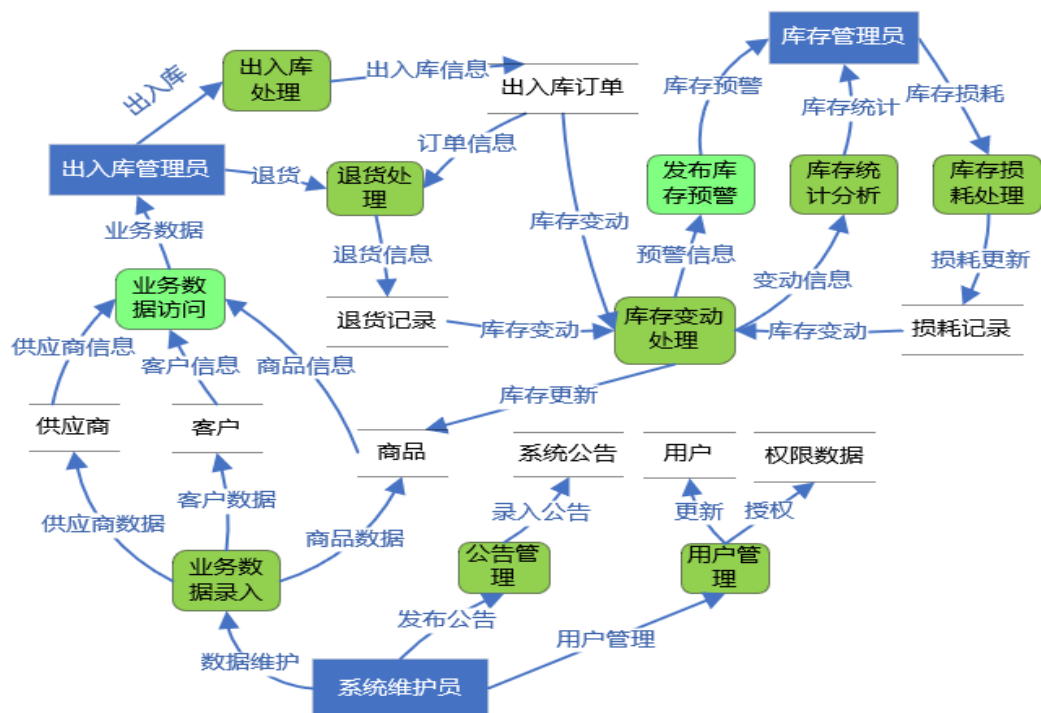 出入库
处理
出入库信息
出入库
出入库订单
库存管理员
库存预警
库存统计
库存损耗
订单信息
出入库管理员
退货
退货处
理
发布库
存预警
库存统
计分析
库存损
耗处理
业务数据
库存变动
退货信息
预警信息
变动信息
损耗更新
业务数
据访问
退货记录
库存变动
库存变动
处理
库存变动
损耗记录
供应商信息
客户信息
商品信息
库存更新
供应商
客户
商品
系统公告
用户
权限数据
客户数据
供应商数据
商品数据
录入公告
更新
授权
业务数
据录入
公告管
理
用户管
理
发布公告
用户管理
数据维护
系统维护员